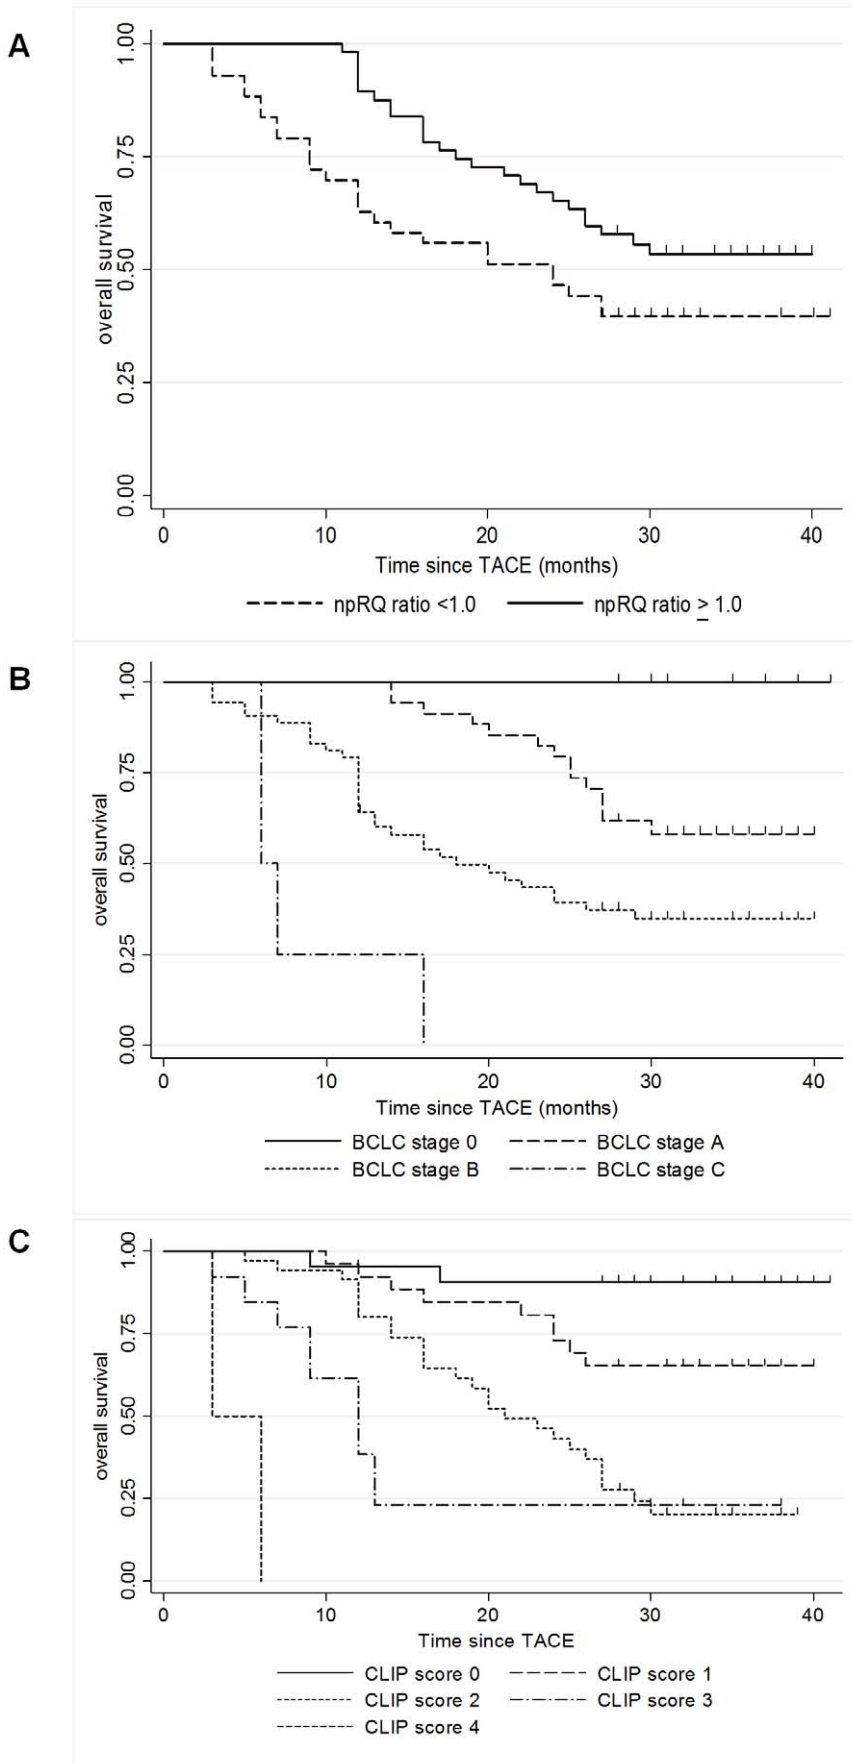 A
1.00
0.75
0.50
0.25
0.00
overall survival
0 10 20 30 40
Time since TACE (months)
npRQ ratio <1.0 npRQ ratio ≥ 1.0
B
1.00
0.75
0.50
0.25
0.00
overall survival
0 10 20 30 40
Time since TACE (months)
BCLC stage 0 BCLC stage A
BCLC stage B BCLC stage C
C
1.00
0.75
0.50
0.25
0.00
overall survival
0 10 20 30 40
Time since TACE
CLIP score 0 CLIP score 1
CLIP score 2 CLIP score 3
CLIP score 4